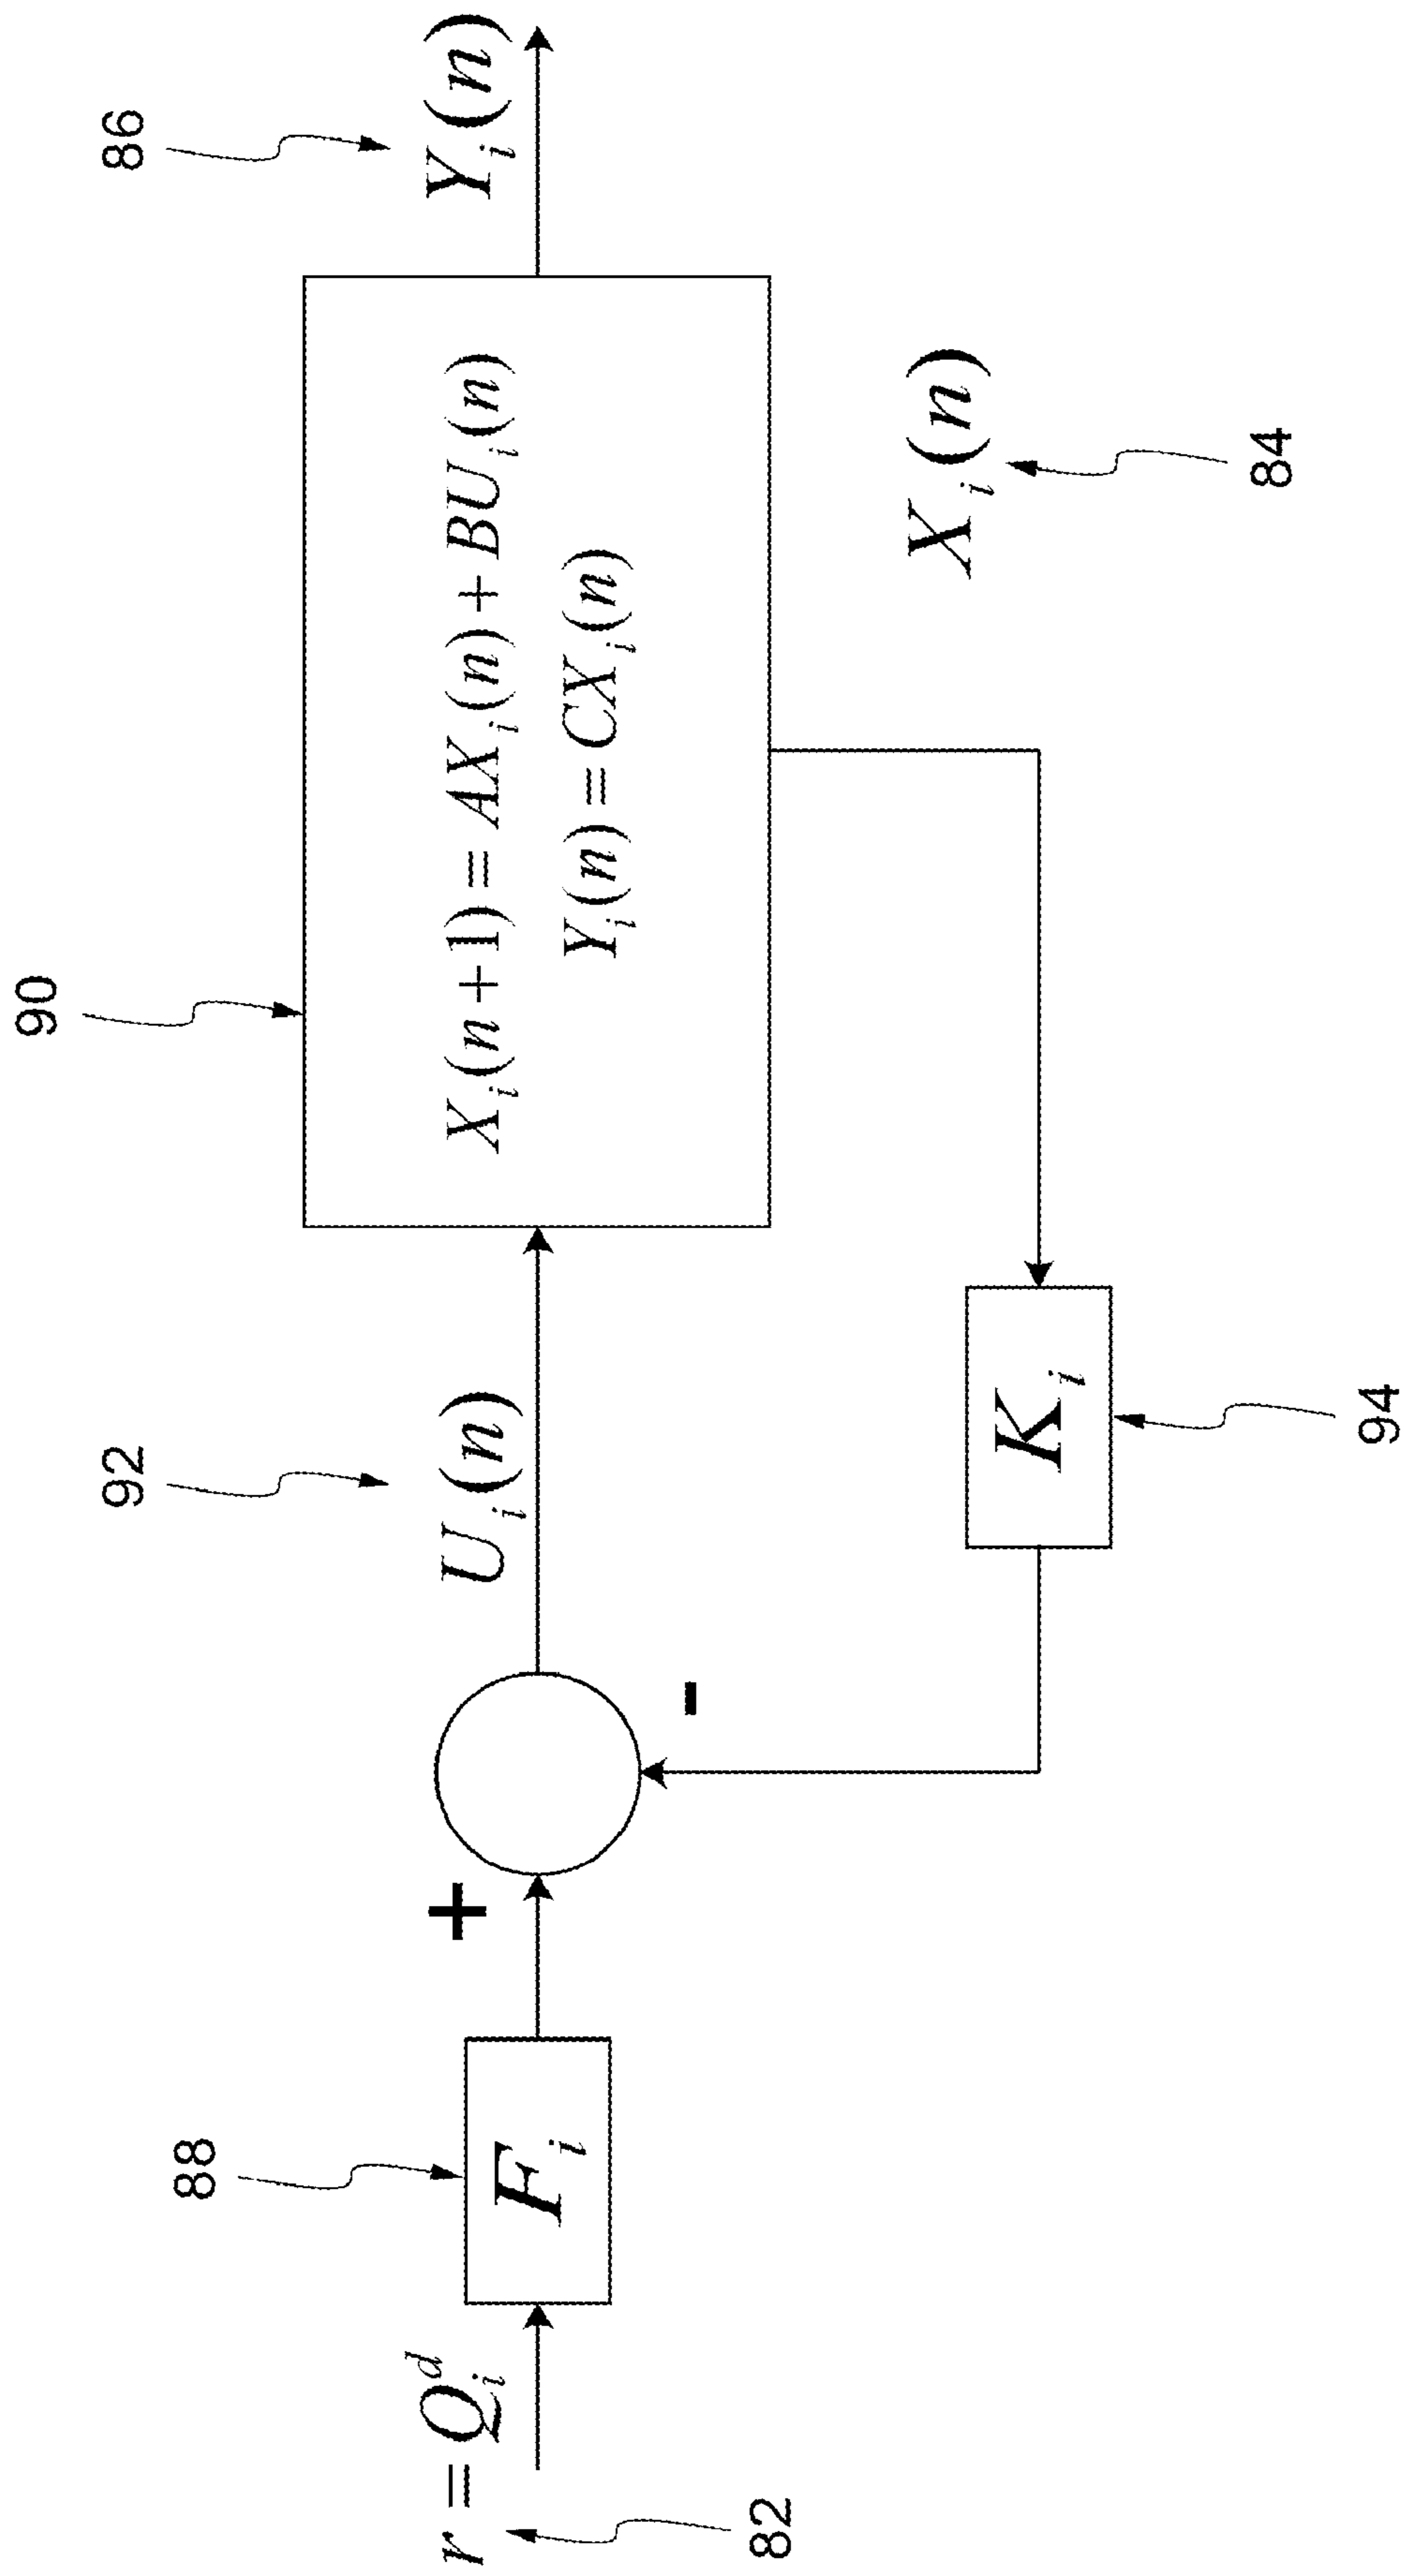 90
92
86
88
r = Q_i^d
82
F_i
+
-
U_i(n)
X_i(n+1) = AX_i(n) + BU_i(n)
Y_i(n) = CX_i(n)
Y_i(n)
X_i(n)
84
K_i
94